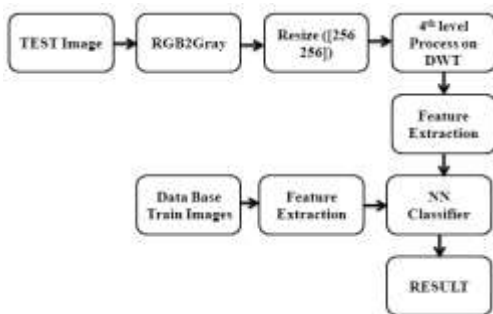 TEST Image
RGB2Gray
Resize ([256
256])
4th level
Process on
DWT
Feature
Extraction
Data Base
Train Images
Feature
Extraction
NN
Classifier
RESULT